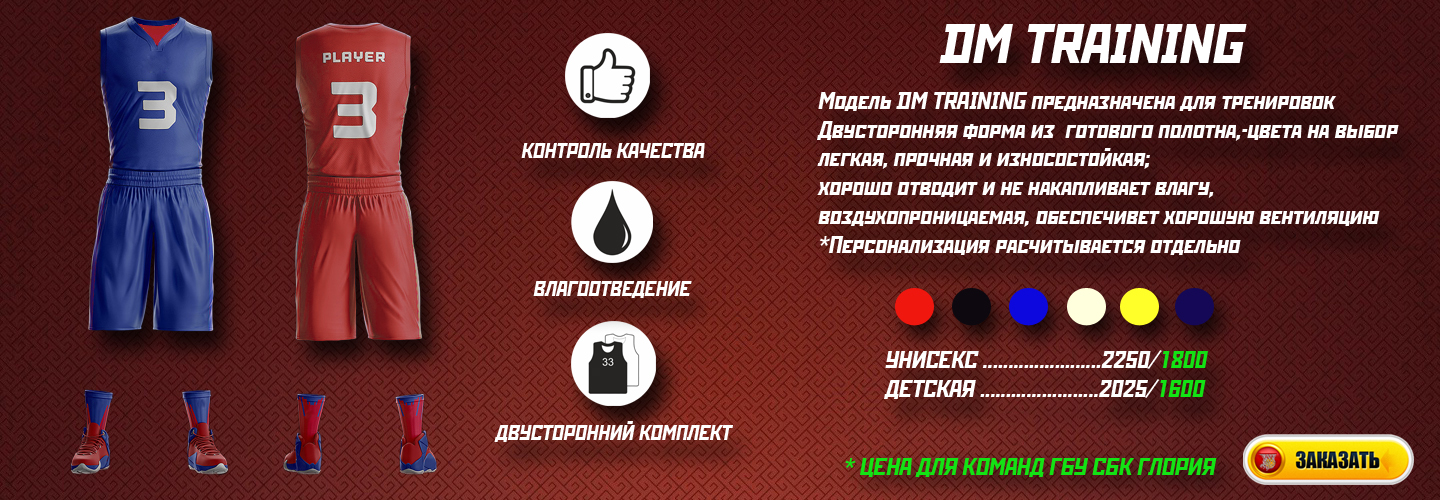 DM TRAINING
PLAYER
3
3
КОНТРОЛЬ КАЧЕСТВА
ВЛАГООТВЕДЕНИЕ
33
ДВУСТОРОННИЙ КОМПЛЕКТ
Модель DM TRAINING предназначена для тренировок
Двусторонняя форма из готового полотна,-цвета на выбор
легкая, прочная и износостойкая;
хорошо отводит и не накапливает влагу,
воздухопроницаемая, обеспечивет хорошую вентиляцию
*Персонализация расчитывается отдельно
УНИСЕКС .......................2250/1800
ДЕТСКАЯ .......................2025/1600
* ЦЕНА ДЛЯ КОМАНД ГБУ СБК ГЛОРИЯ
ЗАКАЗАТЬ